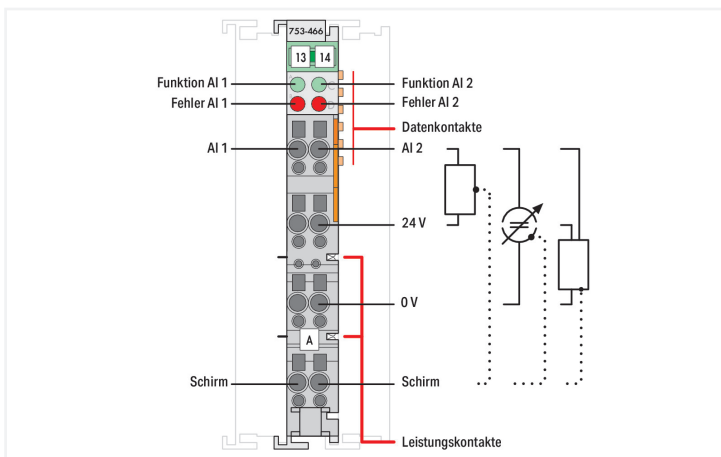 753-466
13 14
Funktion AI 1
Funktion AI 2
C
Fehler AI 1
Fehler AI 2
D
Datenkontakte
AI 1
AI 2
24 V
0 V
A
Schirm
Schirm
Leistungskontakte